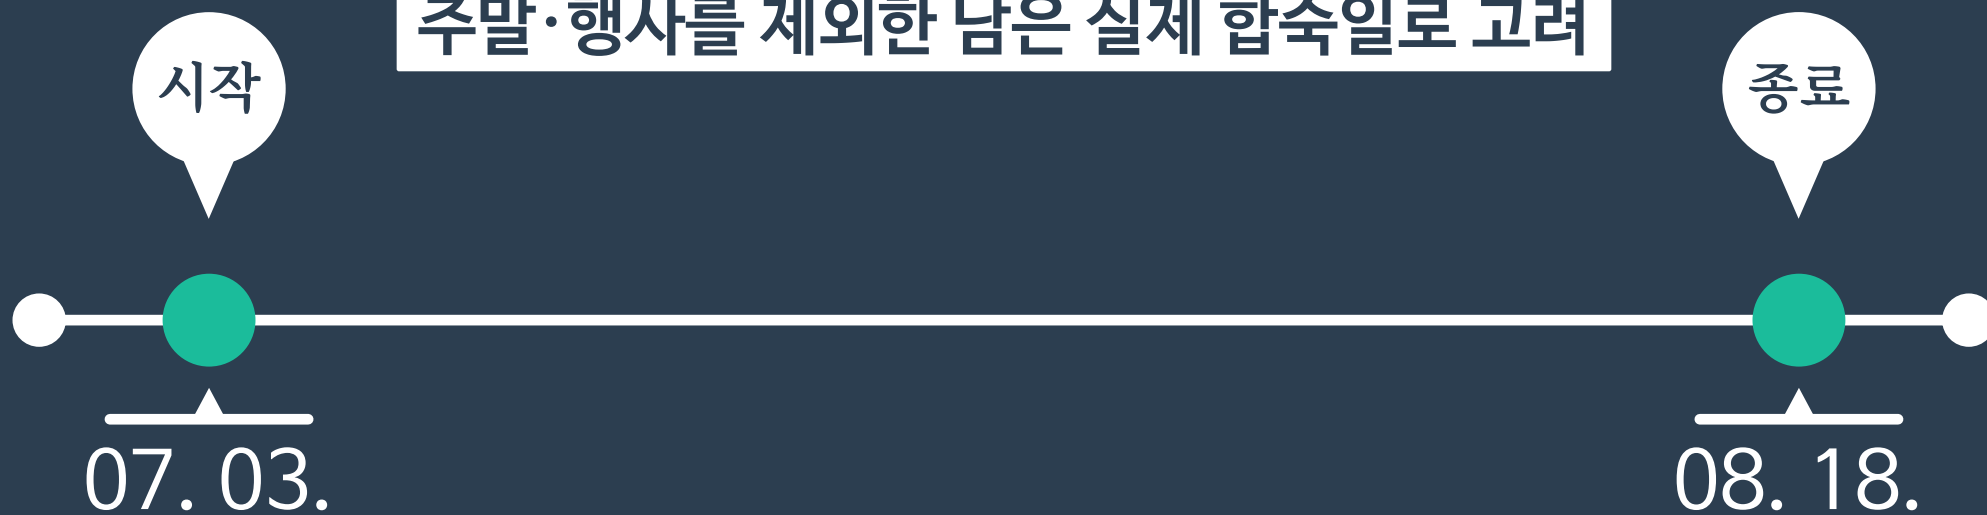 주말·행사를 제외한 남은 실제 합숙일로 고려
시작
종료
07. 03.
08. 18.